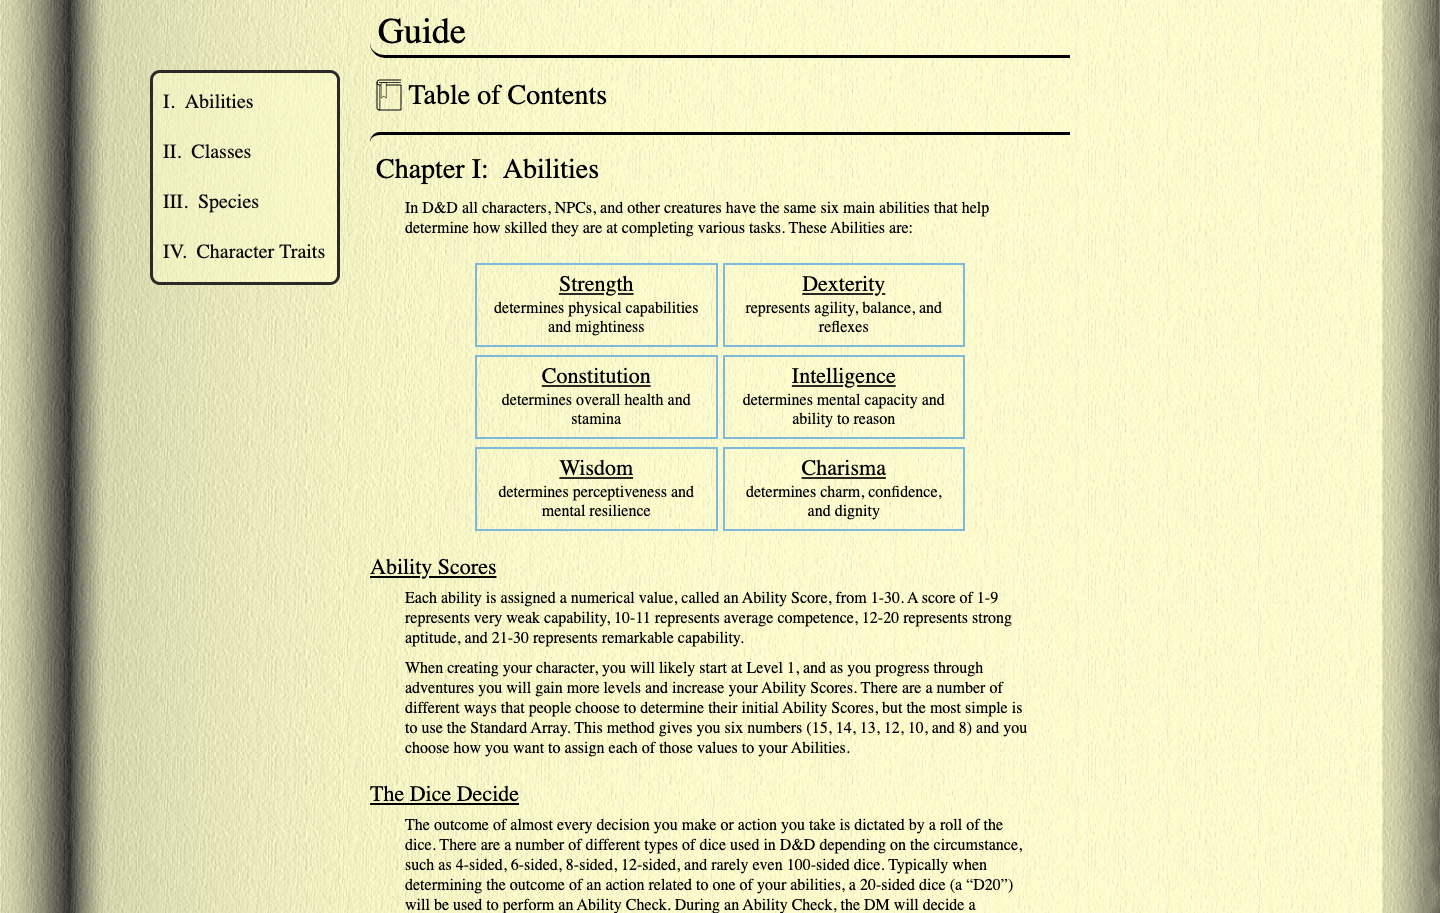 Guide
Table of Contents
I. Abilities
II. Classes
III. Species
IV. Character Traits
Chapter I: Abilities
In D&D all characters, NPCs, and other creatures have the same six main abilities that help
determine how skilled they are at completing various tasks. These Abilities are:
Strength
determines physical capabilities
and mightiness
Dexterity
represents agility, balance, and
reflexes
Constitution
determines overall health and
stamina
Intelligence
determines mental capacity and
ability to reason
Wisdom
determines perceptiveness and
mental resilience
Charisma
determines charm, confidence,
and dignity
Ability Scores
Each ability is assigned a numerical value, called an Ability Score, from 1-30. A score of 1-9
represents very weak capability, 10-11 represents average competence, 12-20 represents strong
aptitude, and 21-30 represents remarkable capability.
When creating your character, you will likely start at Level 1, and as you progress through
adventures you will gain more levels and increase your Ability Scores. There are a number of
different ways that people choose to determine their initial Ability Scores, but the most simple is
to use the Standard Array. This method gives you six numbers (15, 14, 13, 12, 10, and 8) and you
choose how you want to assign each of those values to your Abilities.
The Dice Decide
The outcome of almost every decision you make or action you take is dictated by a roll of the
dice. There are a number of different types of dice used in D&D depending on the circumstance,
such as 4-sided, 6-sided, 8-sided, 12-sided, and rarely even 100-sided dice. Typically when
determining the outcome of an action related to one of your abilities, a 20-sided dice (a “D20”)
will be used to perform an Ability Check. During an Ability Check, the DM will decide a